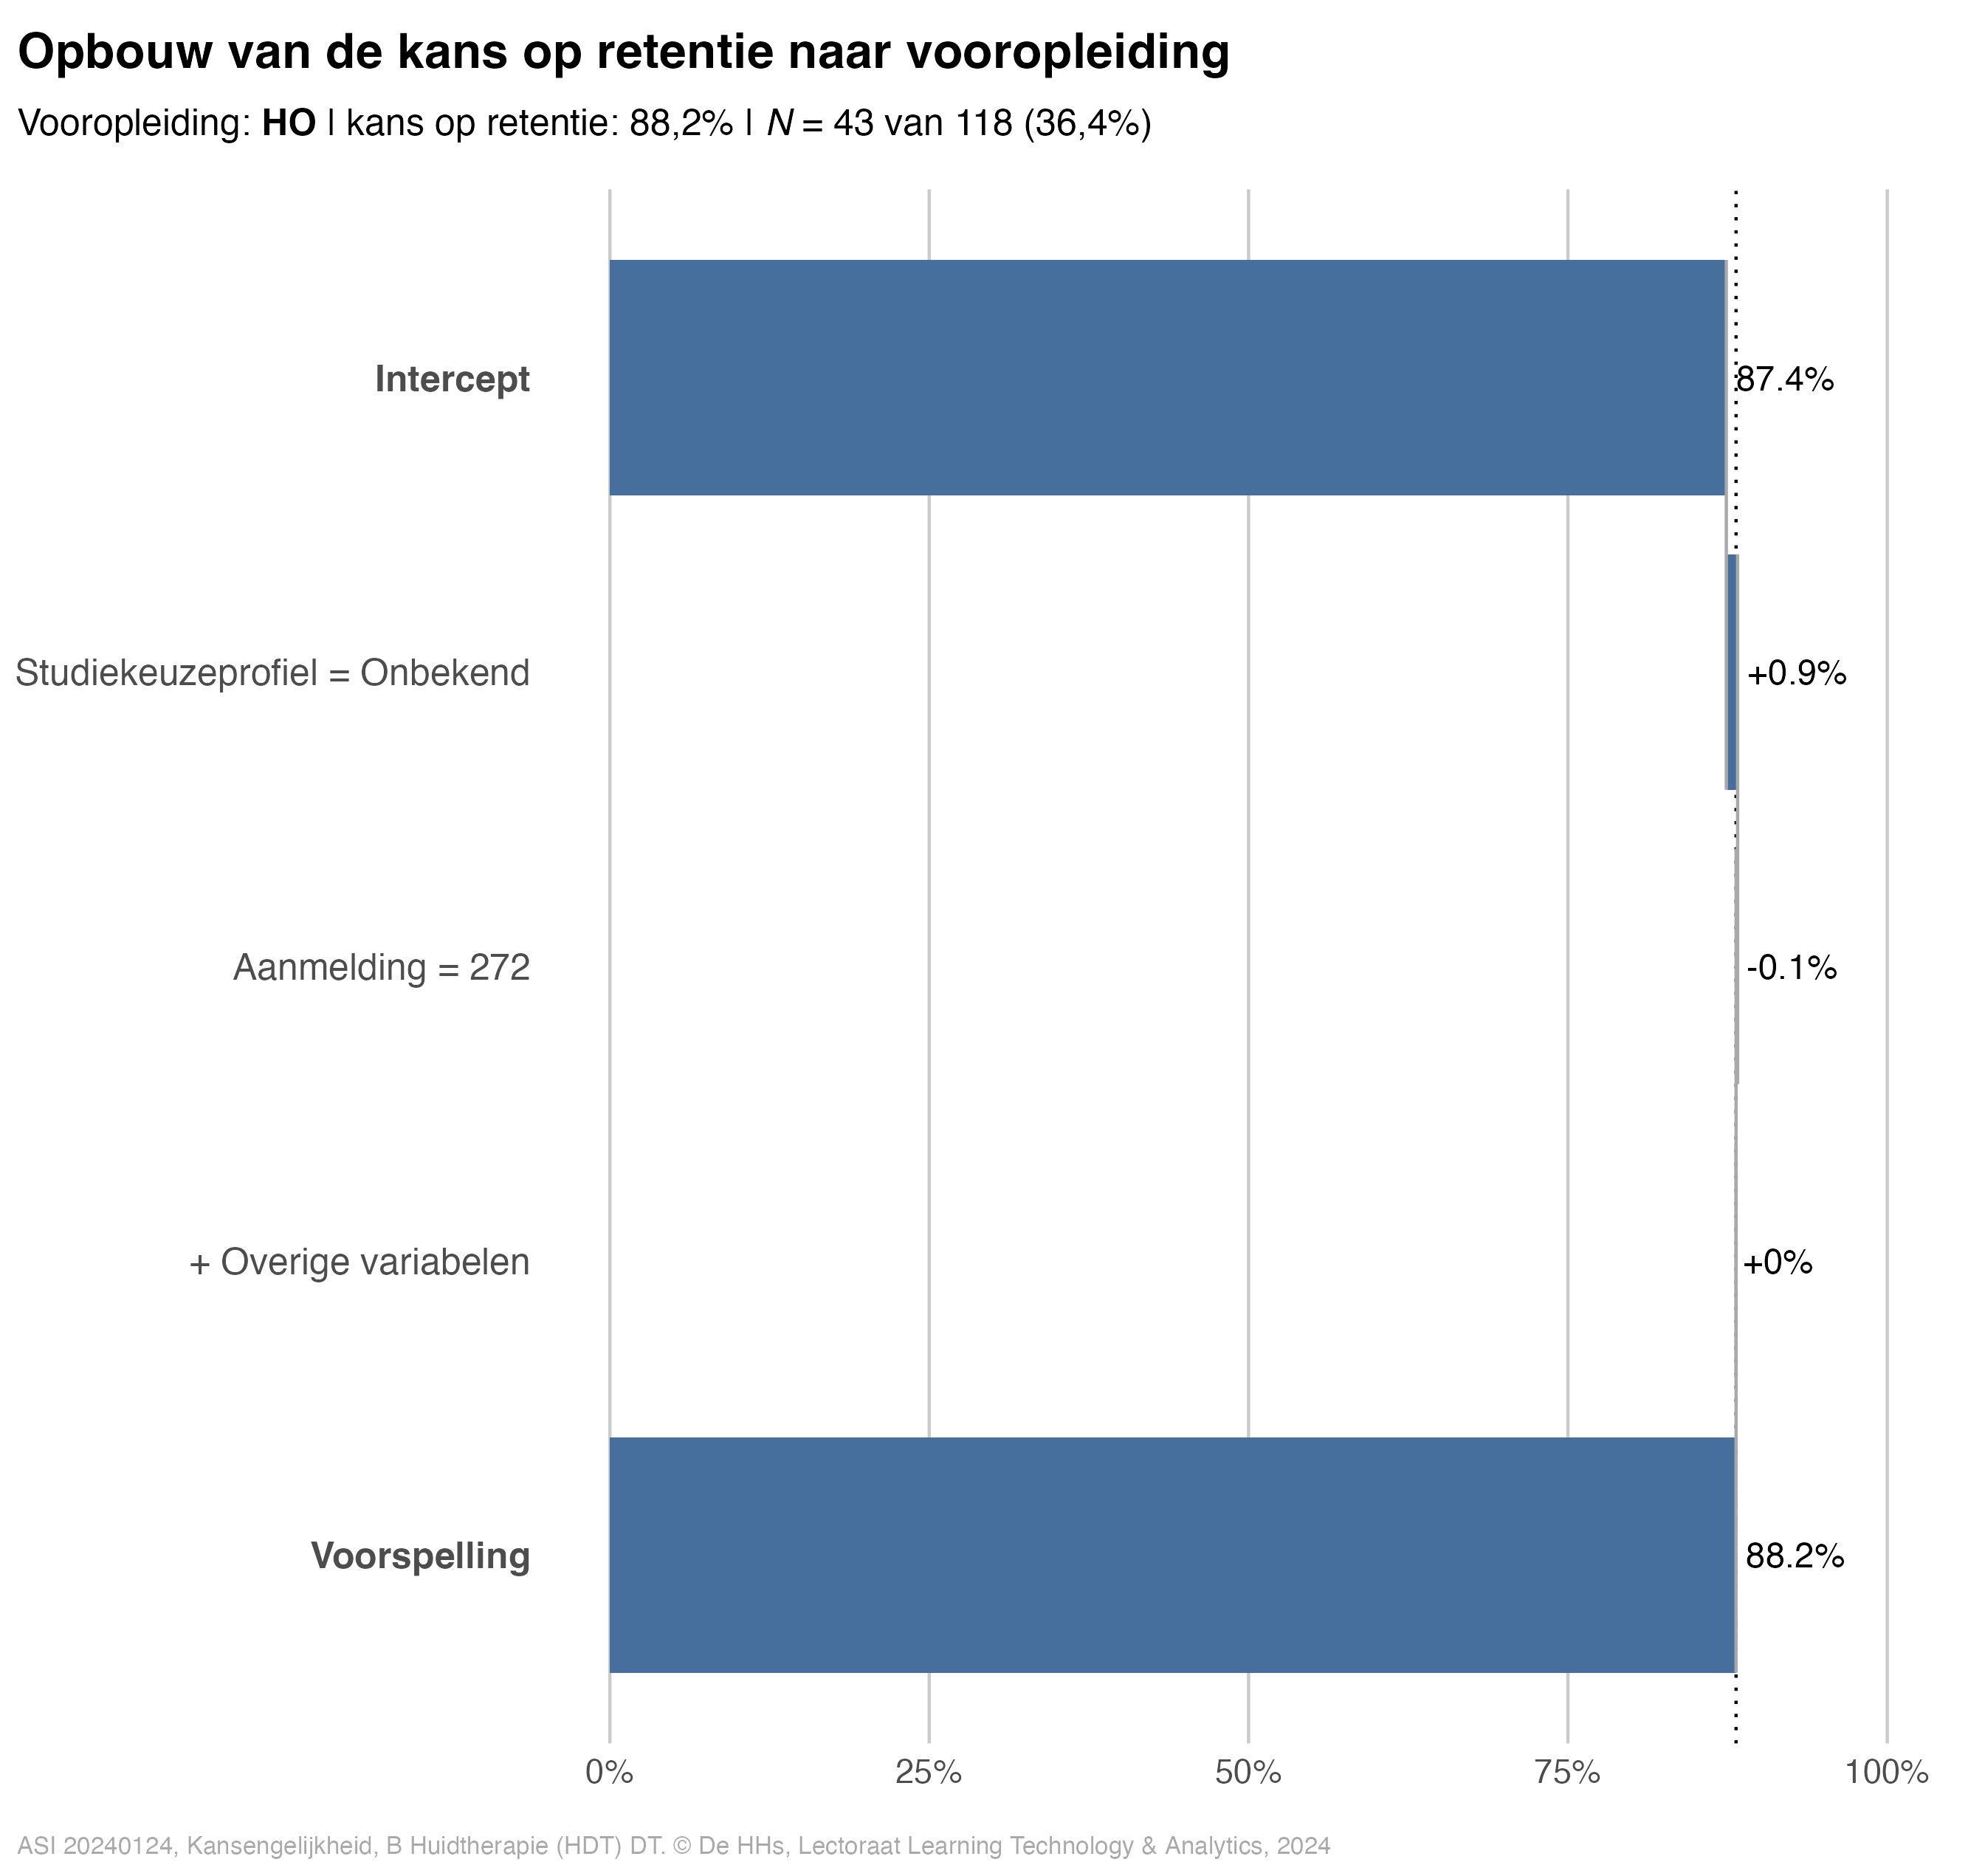 Opbouw van de kans op retentie naar vooropleiding
Vooropleiding: HO | kans op retentie: 88,2% | N = 43 van 118 (36,4%)
Intercept
87.4%
Studiekeuzeprofiel = Onbekend
+0.9%
Aanmelding = 272
-0.1%
+ Overige variabelen
+0%
Voorspelling
88.2%
0%
25%
50%
75%
100%
ASI 20240124, Kansengelijkheid, B Huidtherapie (HDT) DT. © De HHs, Lectoraat Learning Technology & Analytics, 2024